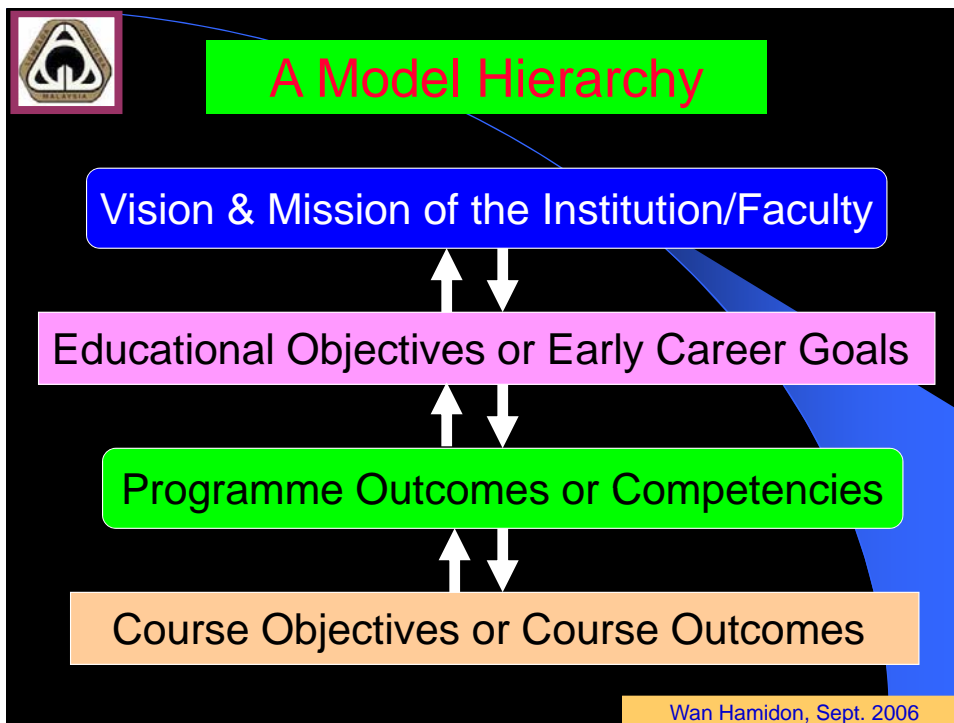 MALAYSIA
A Model Hierarchy
Vision & Mission of the Institution/Faculty
Educational Objectives or Early Career Goals
Programme Outcomes or Competencies
Course Objectives or Course Outcomes
Wan Hamidon, Sept. 2006